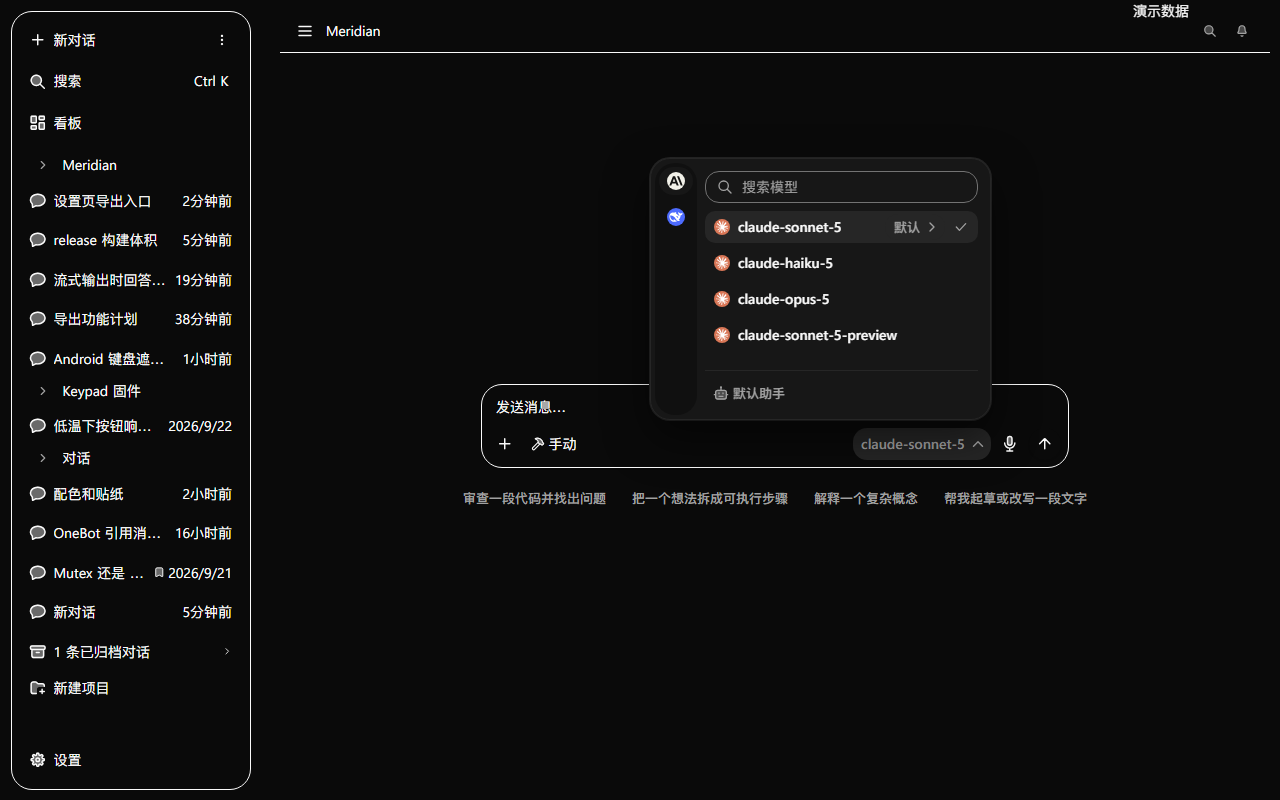 演示数据
新对话
搜索 Ctrl K
看板
Meridian
设置页导出入口 2分钟前
release 构建体积 5分钟前
流式输出时回答… 19分钟前
导出功能计划 38分钟前
Android 键盘遮… 1小时前
Keypad 固件
低温下按钮响… 2026/9/22
对话
配色和贴纸 2小时前
OneBot 引用消… 16小时前
Mutex 还是 … 2026/9/21
新对话 5分钟前
1 条已归档对话
新建项目
设置
Meridian
搜索模型
claude-sonnet-5 默认
claude-haiku-5
claude-opus-5
claude-sonnet-5-preview
默认助手
发送消息…
手动 claude-sonnet-5
审查一段代码并找出问题 把一个想法拆成可执行步骤 解释一个复杂概念 帮我起草或改写一段文字